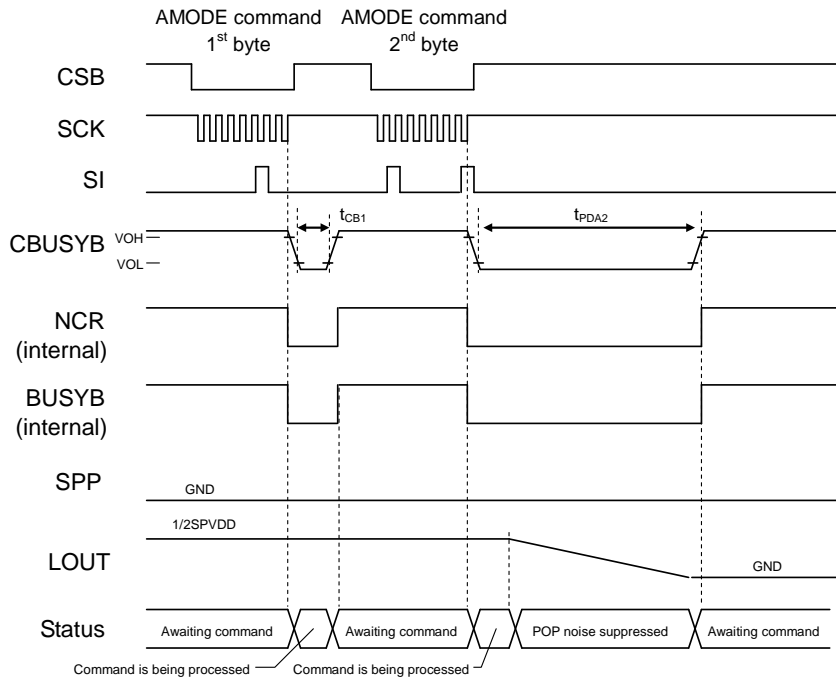 AMODE command
1st byte
AMODE command
2nd byte
CSB
SCK
SI
tCB1
tPDA2
CBUSYB
VOH
VOL
NCR
(internal)
BUSYB
(internal)
SPP
GND
1/2SPVDD
LOUT
GND
Status
Awaiting command
Awaiting command
POP noise suppressed
Awaiting command
Command is being processed
Command is being processed